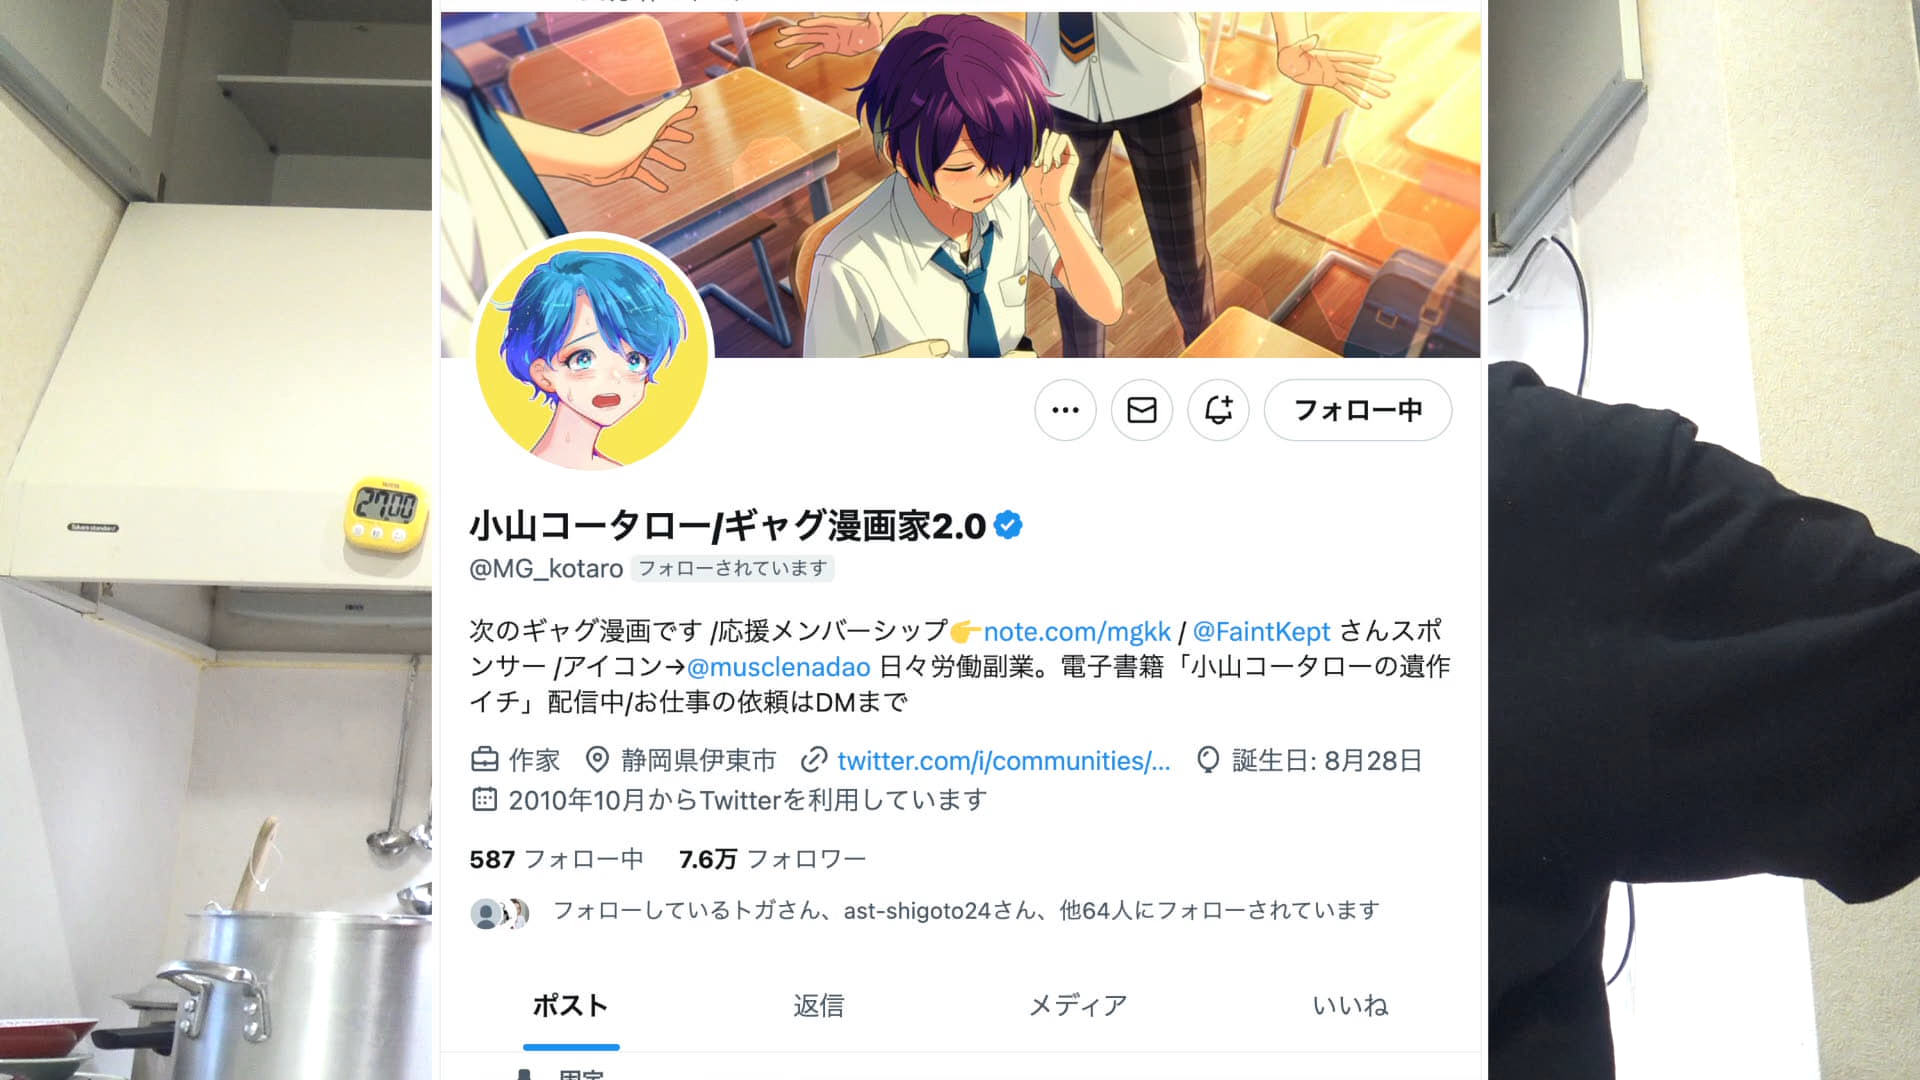 フォロー中
小山コータロー/ギャグ漫画家2.0
@MG_kotaro フォローされています
次のギャグ漫画です /応援メンバーシップ👉note.com/mgkk / @FaintKept さんスポ
ンサー /アイコン→@musclenadao 日々労働副業。電子書籍「小山コータローの遺作
イチ」配信中/お仕事の依頼はDMまで
作家 静岡県伊東市 twitter.com/i/communities/... 誕生日: 8月28日
2010年10月からTwitterを利用しています
587 フォロー中 7.6万 フォロワー
フォローしているトガさん、ast-shigoto24さん、他64人にフォローされています
ポスト 返信 メディア いいね
固定
27:00
Takara standard